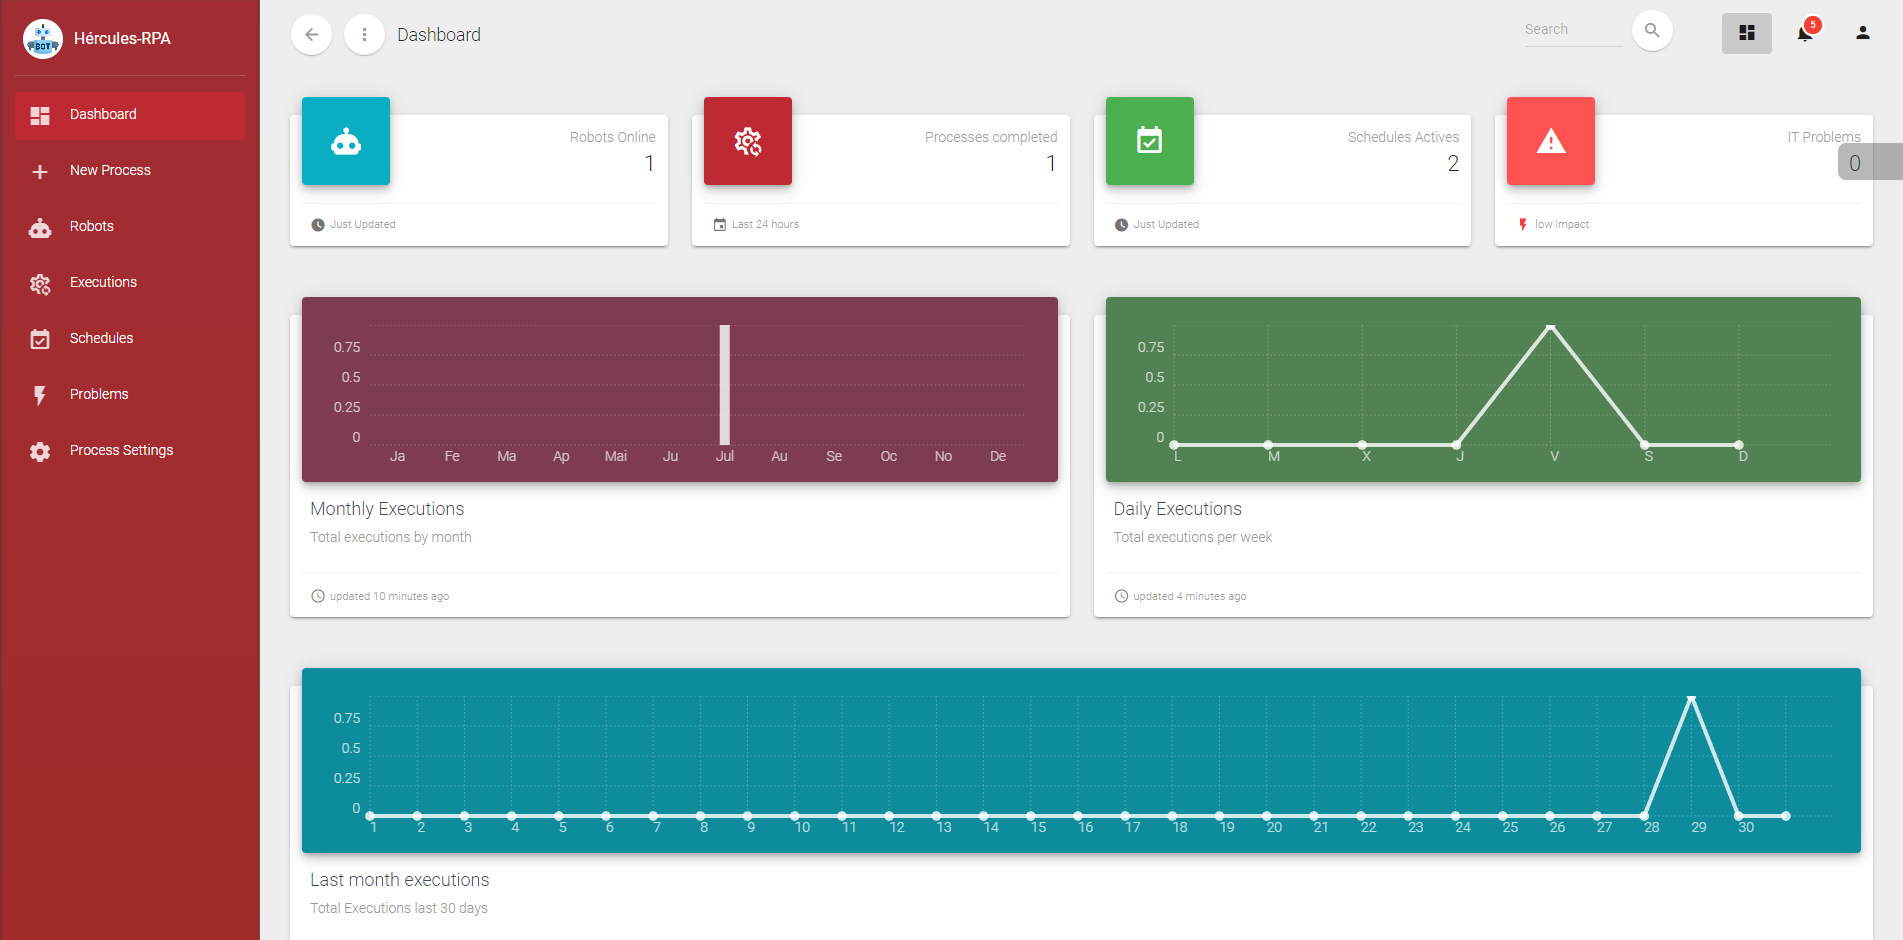 BOT
Hércules-RPA
Dashboard
New Process
Robots
Executions
Schedules
Problems
Process Settings
Dashboard
Search
5
Robots Online
1
Just Updated
Processes completed
1
Last 24 hours
Schedules Actives
2
Just Updated
IT Problems
0
low impact
0.75
0.5
0.25
0
Ja Fe Ma Ap Mai Ju Jul Au Se Oc No De
Monthly Executions
Total executions by month
updated 10 minutes ago
0.75
0.5
0.25
0
L M X J V S D
Daily Executions
Total executions per week
updated 4 minutes ago
0.75
0.5
0.25
0
1 2 3 4 5 6 7 8 9 10 11 12 13 14 15 16 17 18 19 20 21 22 23 24 25 26 27 28 29 30
Last month executions
Total Executions last 30 days